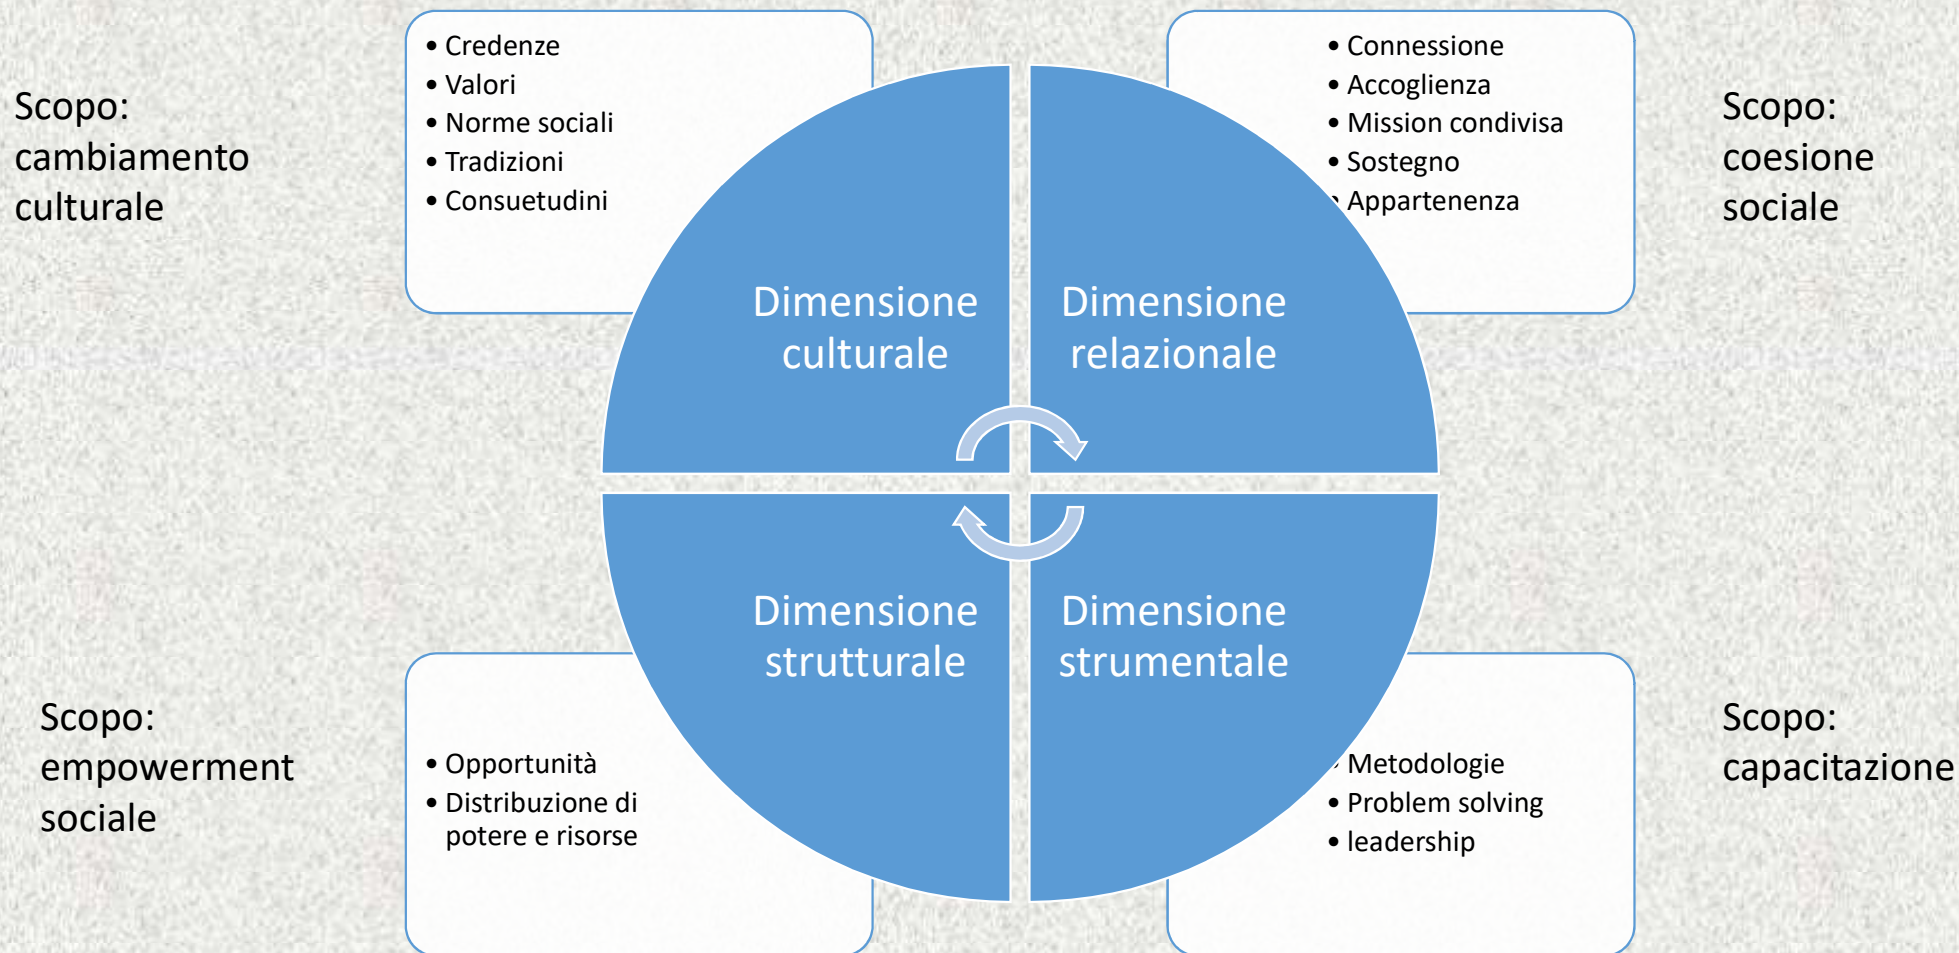 Scopo:
cambiamento
culturale
• Credenze
• Valori
• Norme sociali
• Tradizioni
• Consuetudini
Dimensione
culturale
• Connessione
• Accoglienza
• Mission condivisa
• Sostegno
• Appartenenza
Dimensione
relazionale
Scopo:
coesione
sociale
Scopo:
empowerment
sociale
• Opportunità
• Distribuzione di
potere e risorse
Dimensione
strutturale
Dimensione
strumentale
• Metodologie
• Problem solving
• leadership
Scopo:
capacitazione